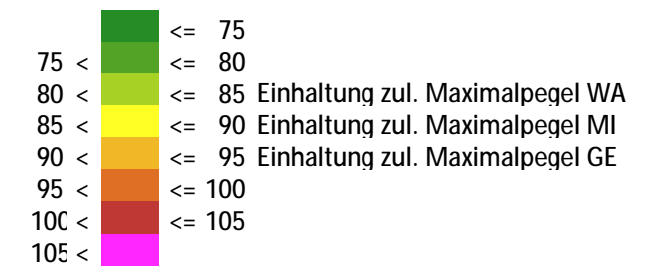 <= 75
75 < <= 80
80 < <= 85 Einhaltung zul. Maximalpegel WA
85 < <= 90 Einhaltung zul. Maximalpegel MI
90 < <= 95 Einhaltung zul. Maximalpegel GE
95 < <= 100
100 < <= 105
105 <